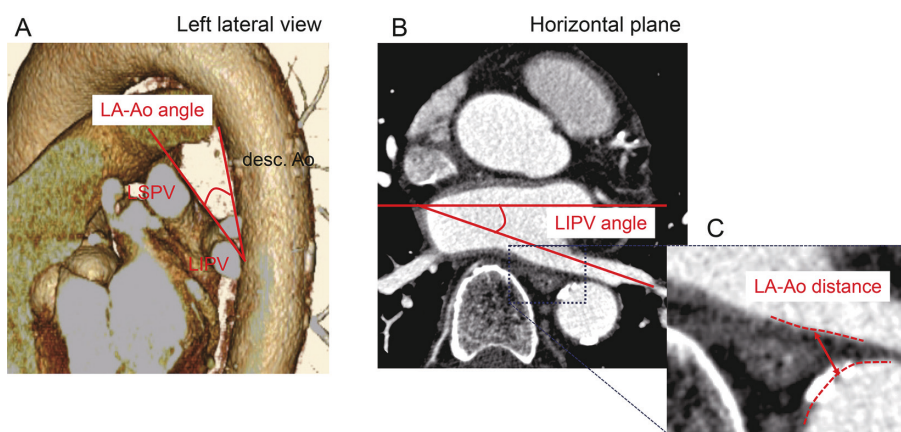 A
Left lateral view
LA-Ao angle
desc. Ao
LSPV
LIPV
B
Horizontal plane
LIPV angle
C
LA-Ao distance